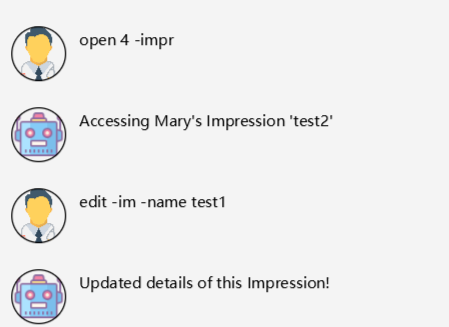 open 4 -impr
Accessing Mary's Impression 'test2'
edit -im -name test1
Updated details of this Impression!